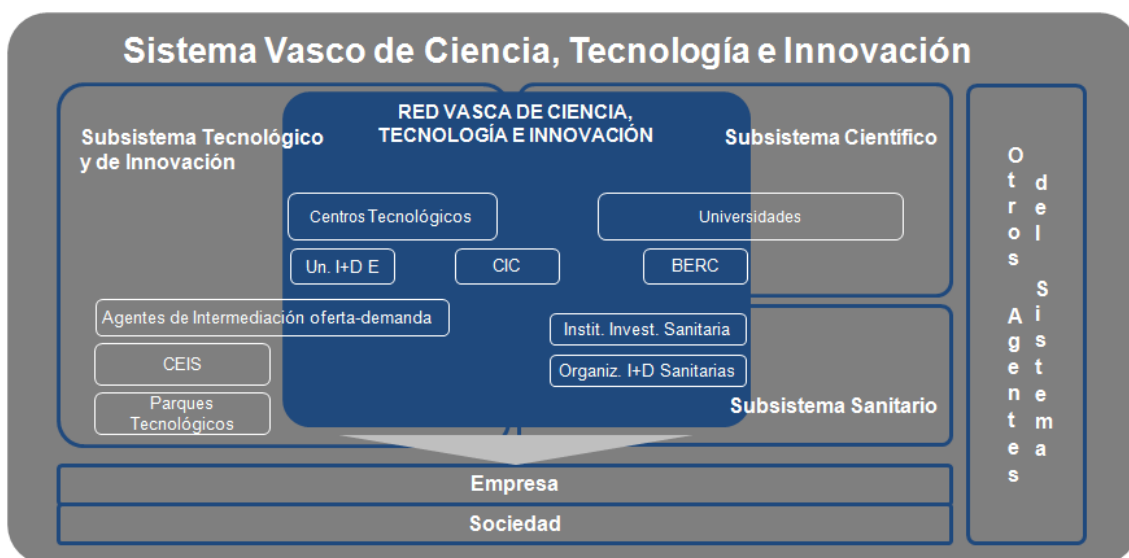 Sistema Vasco de Ciencia, Tecnología e Innovación
RED VASCA DE CIENCIA,
TECNOLOGÍA E INNOVACIÓN
Subsistema Tecnológico
y de Innovación
Subsistema Científico
Centros Tecnológicos
Universidades
Un. I+D E
CIC
BERC
Agentes de Intermediación oferta-demanda
Instit. Invest. Sanitaria
CEIS
Organiz. I+D Sanitarias
Parques
Tecnológicos
Subsistema Sanitario
Empresa
Sociedad
Otros Agentes
del Sistema